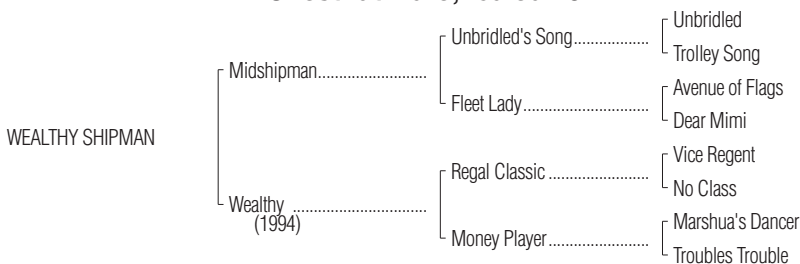 Unbridled
Unbridled's Song..................
Trolley Song
Midshipman..........................
Avenue of Flags
Fleet Lady..............................
Dear Mimi
WEALTHY SHIPMAN
Vice Regent
Regal Classic ........................
No Class
Wealthy ................................
(1994)
Marshua's Dancer
Money Player........................
Troubles Trouble